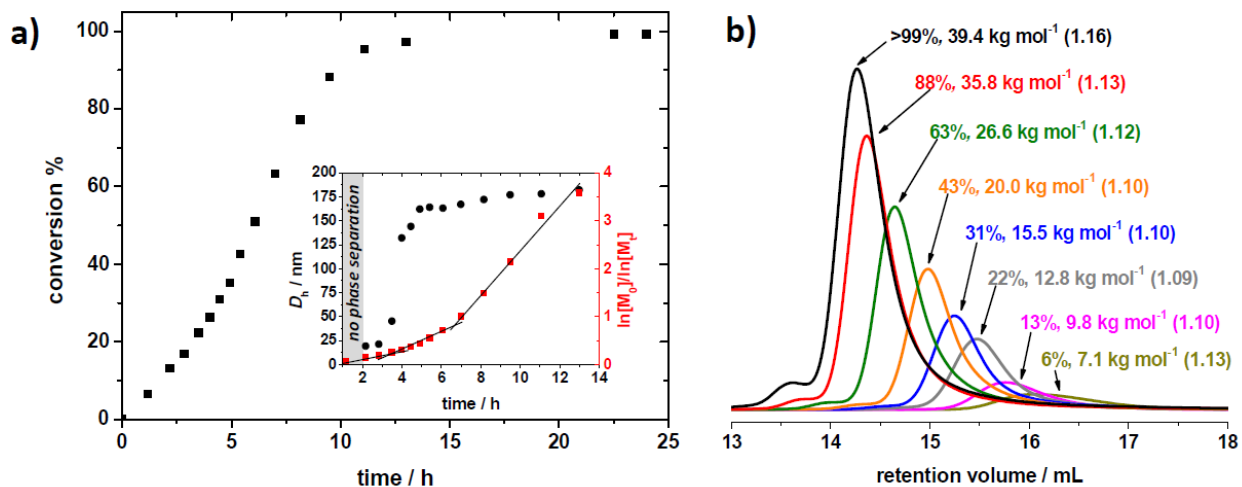 a)
conversion %
100
80
60
40
20
0
0
5
10
15
20
25
time / h
D_h / nm
200
175
150
125
100
75
50
25
0
no phase separation
2
4
6
8
10
12
14
time / h
4
3
2
1
0
ln[M_0]/ln[M_t]
b)
>99%, 39.4 kg mol⁻¹ (1.16)
88%, 35.8 kg mol⁻¹ (1.13)
63%, 26.6 kg mol⁻¹ (1.12)
43%, 20.0 kg mol⁻¹ (1.10)
31%, 15.5 kg mol⁻¹ (1.10)
22%, 12.8 kg mol⁻¹ (1.09)
13%, 9.8 kg mol⁻¹ (1.10)
6%, 7.1 kg mol⁻¹ (1.13)
13
14
15
16
17
18
retention volume / mL